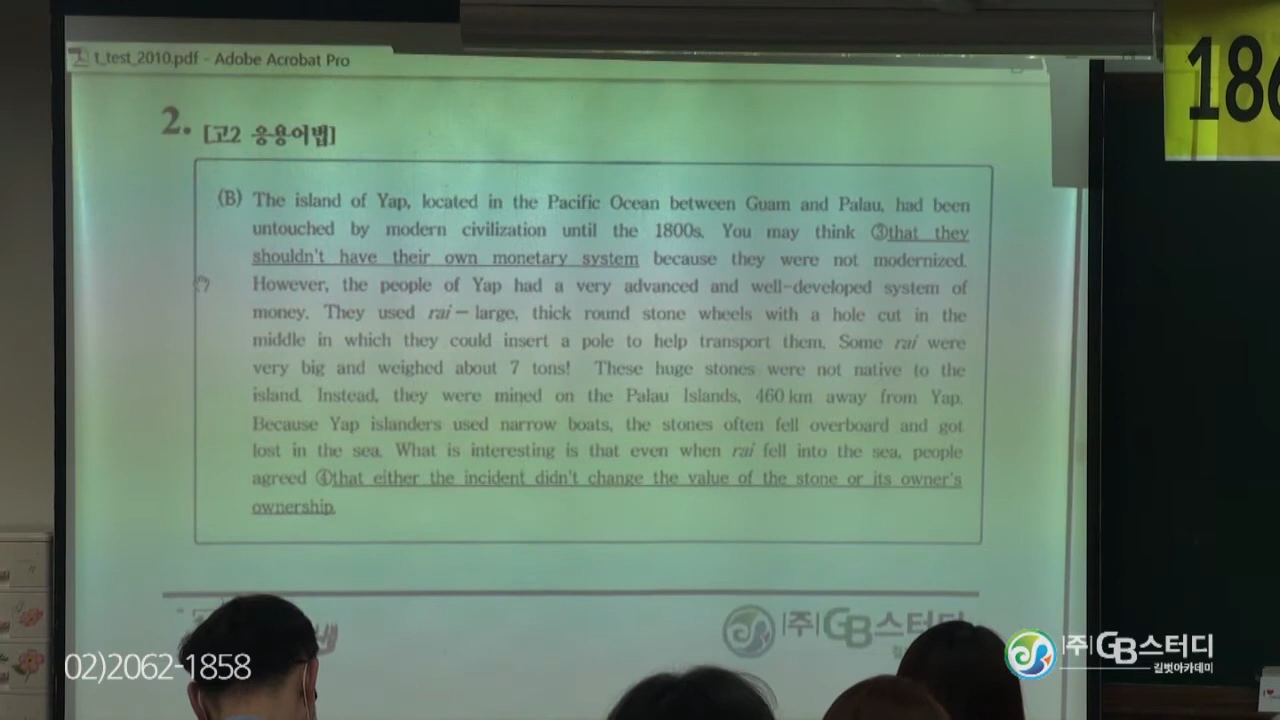 t_test_2010.pdf - Adobe Acrobat Pro
186
2. [고2 응용어법]
(B) The island of Yap, located in the Pacific Ocean between Guam and Palau, had been
untouched by modern civilization until the 1800s. You may think ③that they
shouldn't have their own monetary system because they were not modernized.
However, the people of Yap had a very advanced and well-developed system of
money. They used rai – large, thick round stone wheels with a hole cut in the
middle in which they could insert a pole to help transport them. Some rai were
very big and weighed about 7 tons! These huge stones were not native to the
island. Instead, they were mined on the Palau Islands, 460 km away from Yap.
Because Yap islanders used narrow boats, the stones often fell overboard and got
lost in the sea. What is interesting is that even when rai fell into the sea, people
agreed ④that either the incident didn't change the value of the stone or its owner's
ownership.
㈜GB스터디
02)2062-1858
㈜GB스터디
길벗아카데미